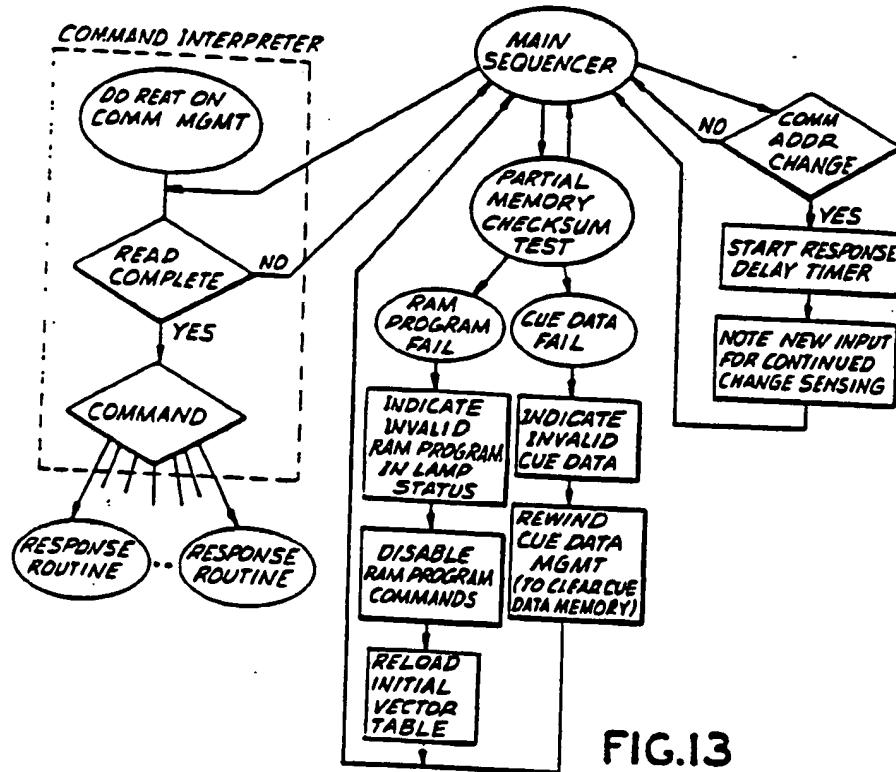 COMMAND INTERPRETER
DO REAT ON
COMM MGMT
READ
COMPLETE
NO
YES
COMMAND
RESPONSE
ROUTINE
..
RESPONSE
ROUTINE
MAIN
SEQUENCER
PARTIAL
MEMORY
CHECKSUM
TEST
RAM
PROGRAM
FAIL
INDICATE
INVALID
RAM PROGRAM
IN LAMP
STATUS
DISABLE
RAM PROGRAM
COMMANDS
RELOAD
INITIAL
VECTOR
TABLE
CUE DATA
FAIL
INDICATE
INVALID
CUE DATA
REWIND
CUE DATA
MGMT
(TO CLEAR CUE
DATA MEMORY)
NO
COMM
ADDR
CHANGE
YES
START RESPONSE
DELAY TIMER
NOTE NEW INPUT
FOR CONTINUED
CHANGE SENSING
FIG.13